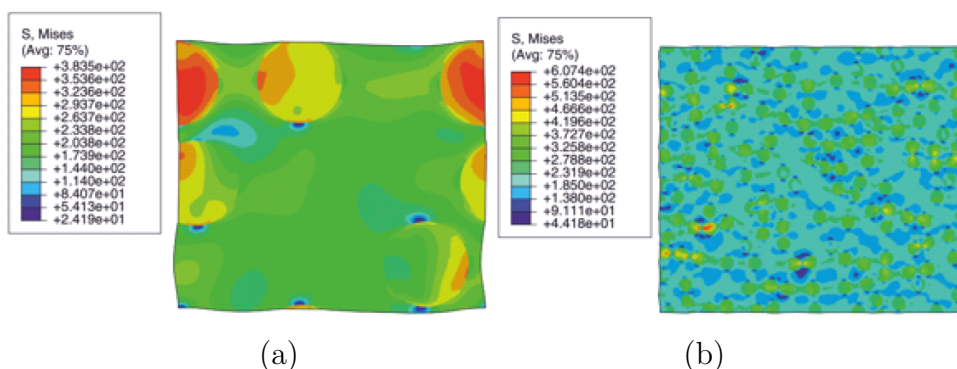 S, Mises
(Avg: 75%)
+3.835e+02
+3.536e+02
+3.236e+02
+2.937e+02
+2.637e+02
+2.338e+02
+2.038e+02
+1.739e+02
+1.440e+02
+1.140e+02
+8.407e+01
+5.413e+01
+2.419e+01
S, Mises
(Avg: 75%)
+6.074e+02
+5.604e+02
+5.135e+02
+4.666e+02
+4.196e+02
+3.727e+02
+3.258e+02
+2.788e+02
+2.319e+02
+1.850e+02
+1.380e+02
+9.111e+01
+4.418e+01
(a)
(b)